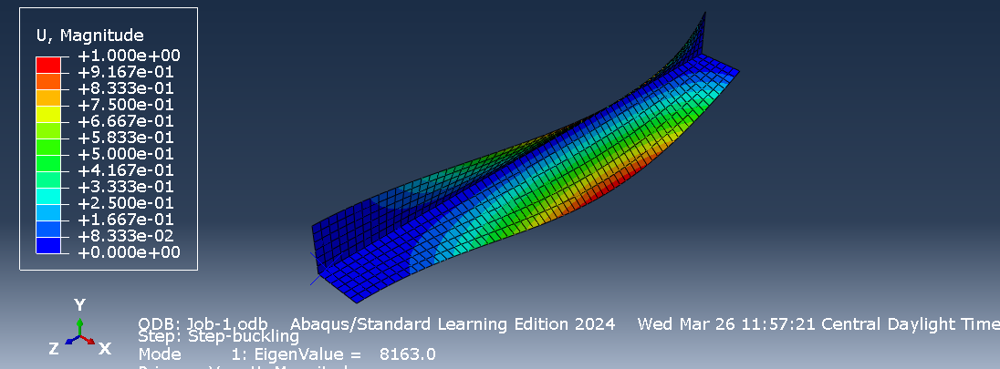 U, Magnitude
+1.000e+00
+9.167e-01
+8.333e-01
+7.500e-01
+6.667e-01
+5.833e-01
+5.000e-01
+4.167e-01
+3.333e-01
+2.500e-01
+1.667e-01
+8.333e-02
+0.000e+00
Y
Z X
ODB: Job-1.odb Abaqus/Standard Learning Edition 2024 Wed Mar 26 11:57:21 Central Daylight Time
Step: Step-buckling
Mode 1: EigenValue = 8163.0